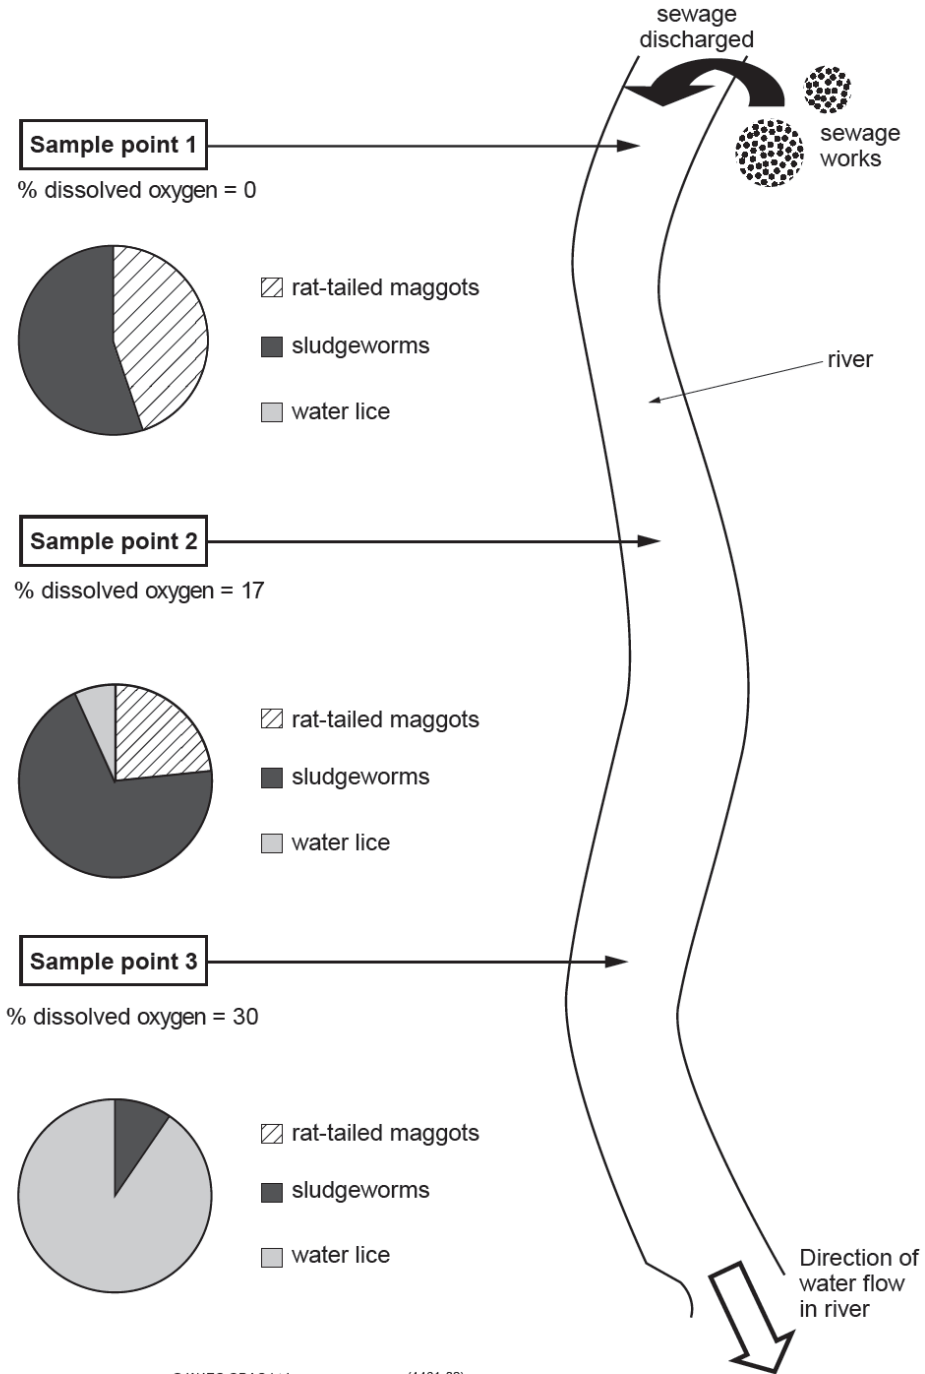 sewage
discharged
sewage
works
Sample point 1
% dissolved oxygen = 0
rat-tailed maggots
sludgeworms
water lice
river
Sample point 2
% dissolved oxygen = 17
rat-tailed maggots
sludgeworms
water lice
Sample point 3
% dissolved oxygen = 30
rat-tailed maggots
sludgeworms
water lice
Direction of
water flow
in river